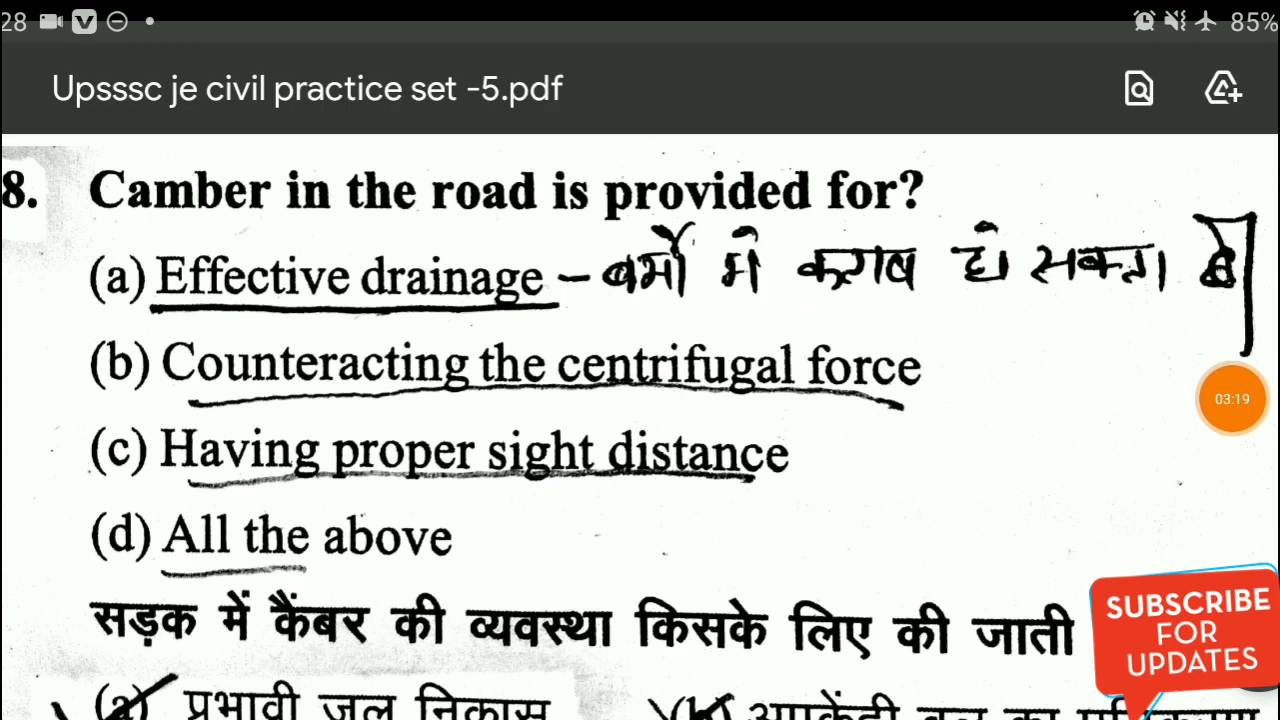 28 85%
Upsssc je civil practice set -5.pdf
8. Camber in the road is provided for?
(a) Effective drainage – में सकता है
(b) Counteracting the centrifugal force
03:19
(c) Having proper sight distance
(d) All the above
सड़क में कैंबर की व्यवस्था किसके लिए की जाती
SUBSCRIBE
FOR
UPDATES
(a) प्रभावी जल निकास (b)